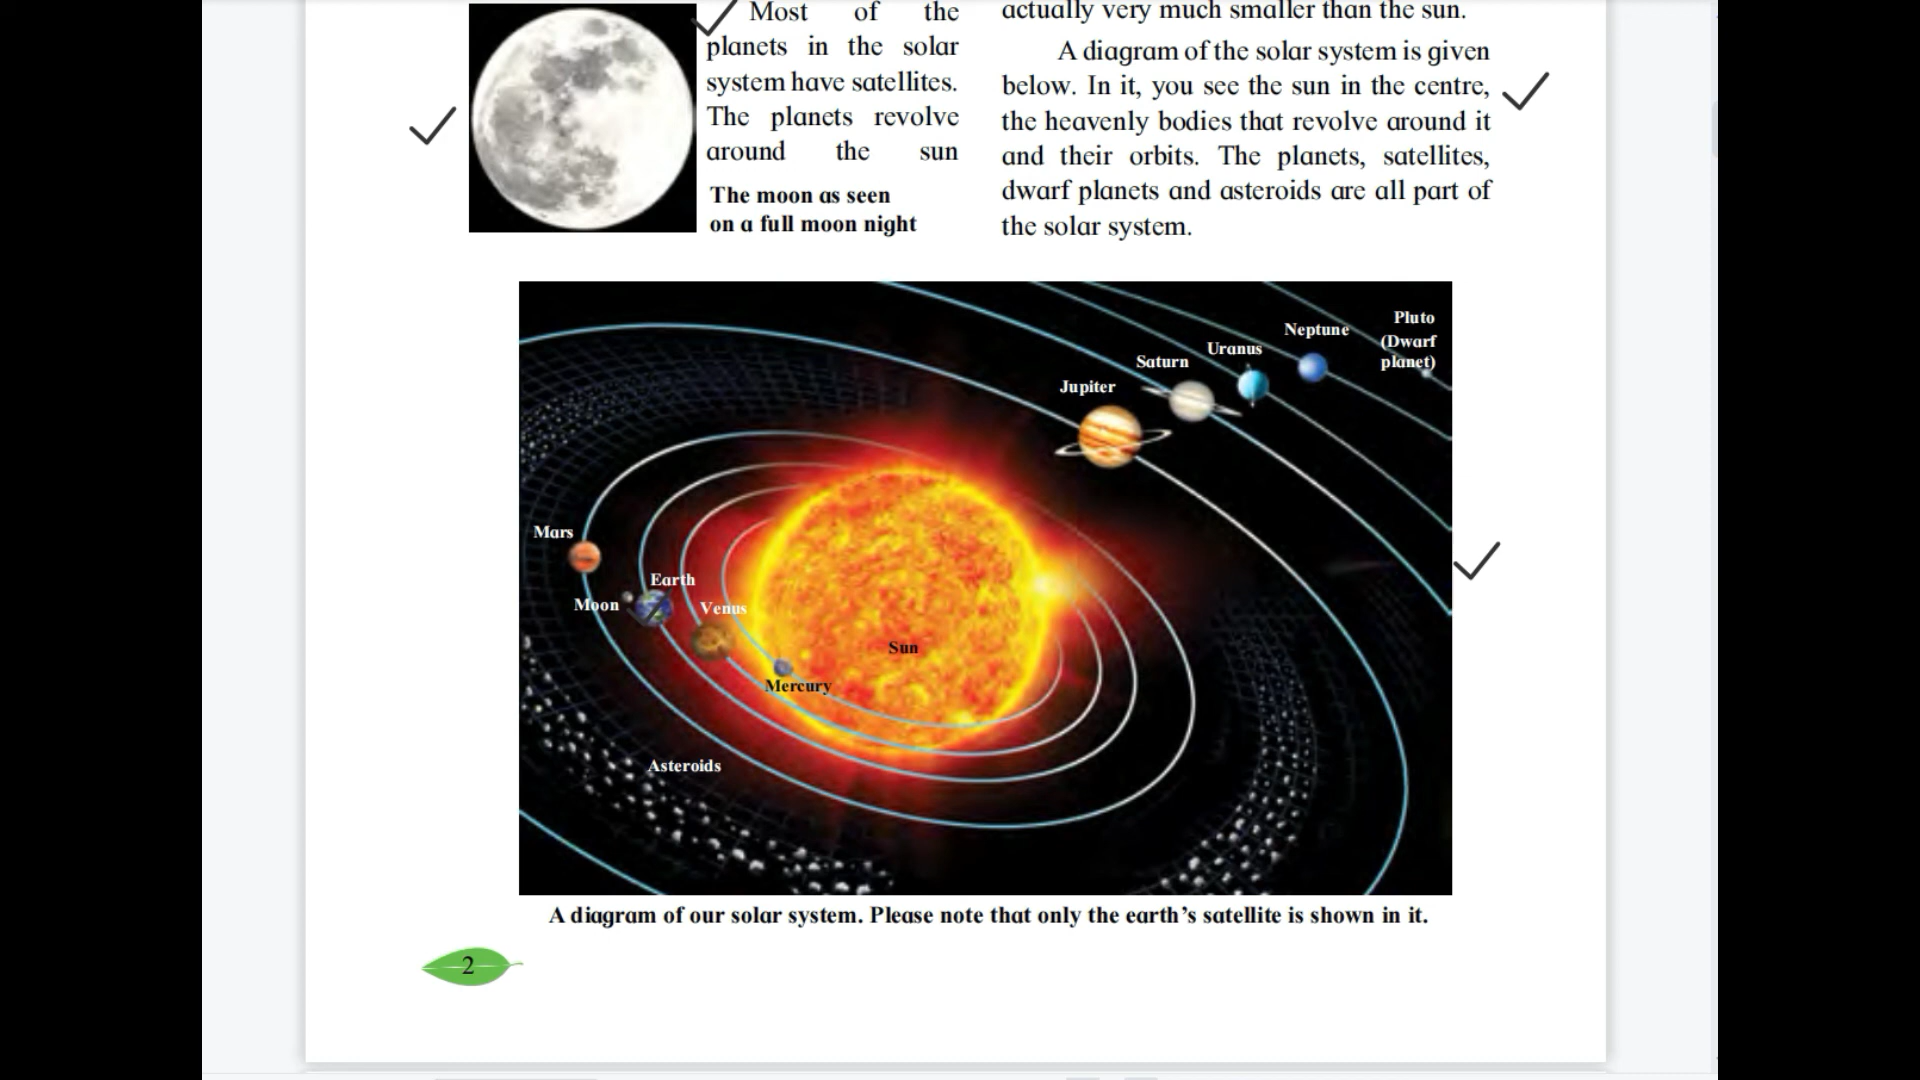 Most of the
planets in the solar
system have satellites.
The planets revolve
around the sun
The moon as seen
on a full moon night
actually very much smaller than the sun.
A diagram of the solar system is given
below. In it, you see the sun in the centre,
the heavenly bodies that revolve around it
and their orbits. The planets, satellites,
dwarf planets and asteroids are all part of
the solar system.
Pluto
(Dwarf
planet)
Neptune
Uranus
Saturn
Jupiter
Mars
Earth
Moon
Venus
Sun
Mercury
Asteroids
A diagram of our solar system. Please note that only the earth's satellite is shown in it.
2